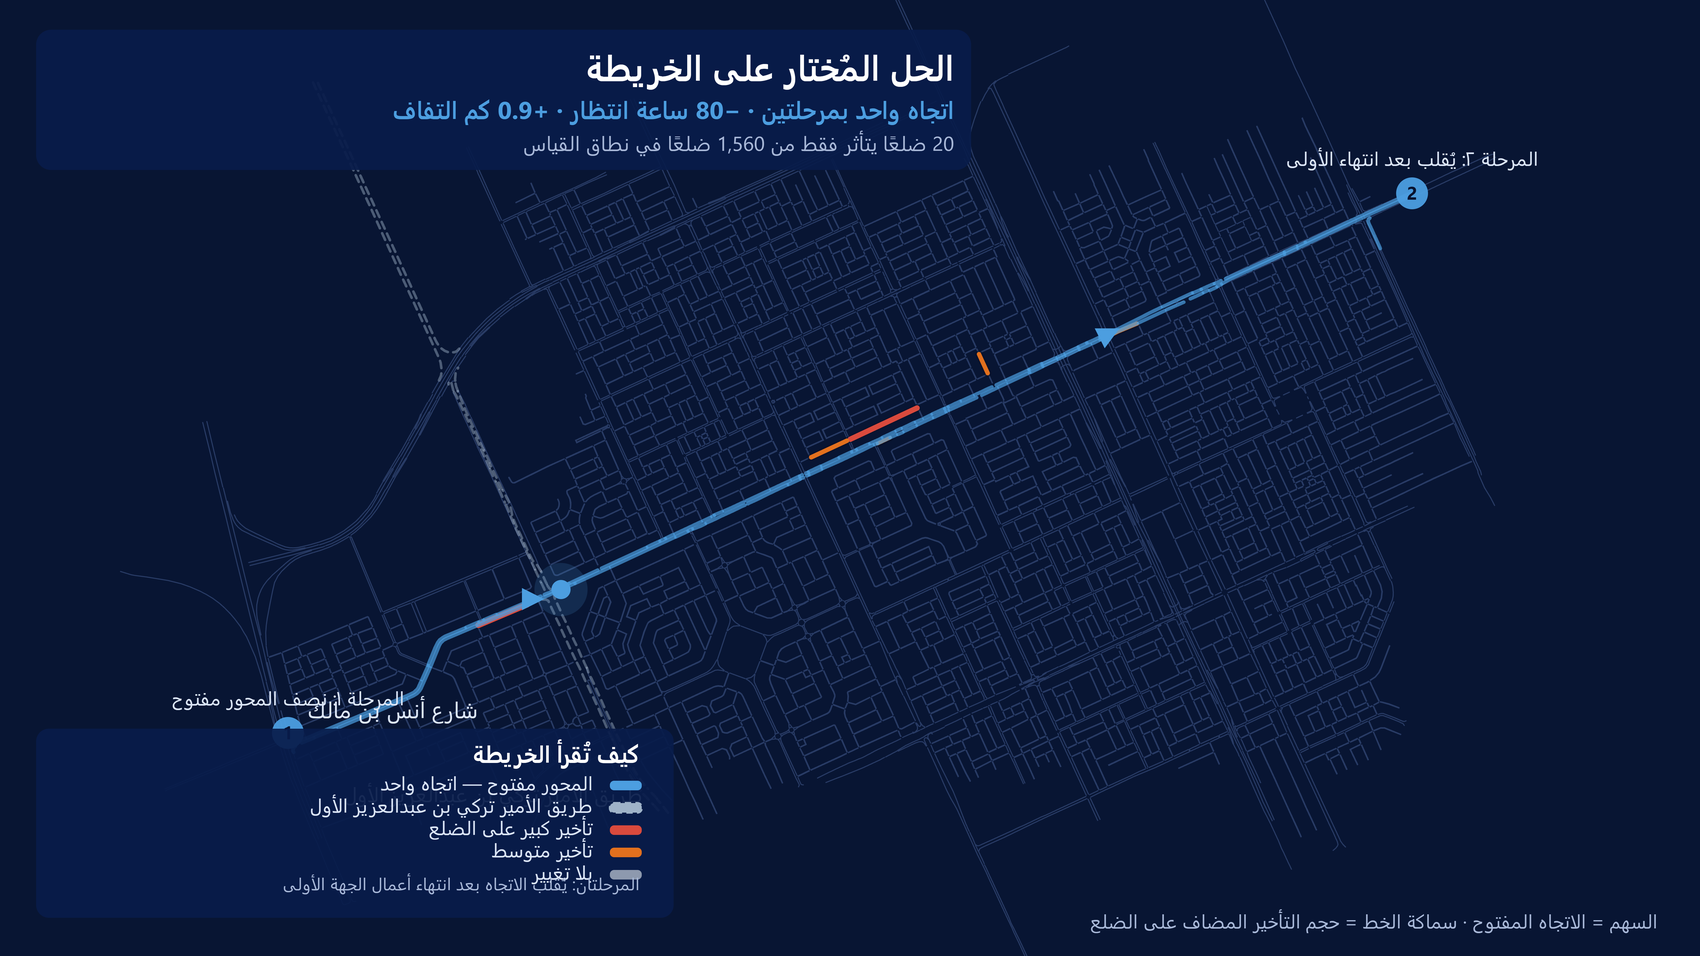 الحل المُختار على الخريطة
اتجاه واحد بمرحلتين · −80 ساعة انتظار · +0.9 كم التفاف
20 ضلعًا يتأثر فقط من 1,560 ضلعًا في نطاق القياس
المرحلة ٢: يُقلب بعد انتهاء الأولى
2
المرحلة ١: نصف المحور مفتوح
شارع أنس بن مالك
كيف تُقرأ الخريطة
المحور مفتوح — اتجاه واحد
طريق الأمير تركي بن عبدالعزيز الأول
تأخير كبير على الضلع
تأخير متوسط
بلا تغيير
المرحلتان: يُقلب الاتجاه بعد انتهاء أعمال الجهة الأولى
السهم = الاتجاه المفتوح · سماكة الخط = حجم التأخير المضاف على الضلع